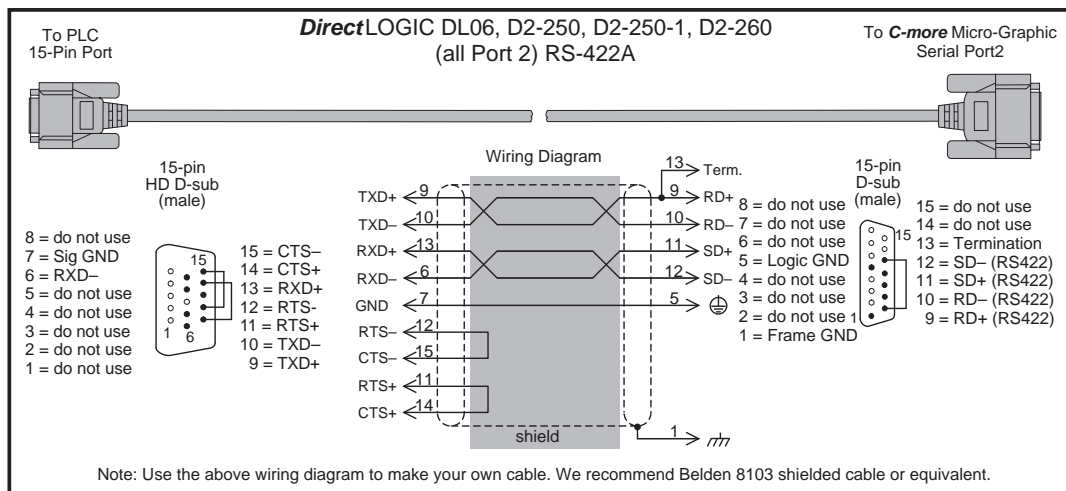 DirectLOGIC DL06, D2-250, D2-250-1, D2-260
(all Port 2) RS-422A
To PLC
15-Pin Port
To C-more Micro-Graphic
Serial Port2
15-pin
HD D-sub
(male)
8 = do not use
7 = Sig GND
6 = RXD–
5 = do not use
4 = do not use
3 = do not use
2 = do not use
1 = do not use
15
1
6
15 = CTS–
14 = CTS+
13 = RXD+
12 = RTS-
11 = RTS+
10 = TXD–
9 = TXD+
Wiring Diagram
13 Term.
TXD+ 9 9 RD+
TXD– 10 10 RD–
RXD+ 13 11 SD+
RXD– 6 12 SD–
GND 7 5
RTS– 12
CTS– 15
RTS+ 11
CTS+ 14
shield
1
8 = do not use
7 = do not use
6 = do not use
5 = Logic GND
4 = do not use
3 = do not use
2 = do not use
1 = Frame GND
15-pin
D-sub
(male)
15
1
15 = do not use
14 = do not use
13 = Termination
12 = SD– (RS422)
11 = SD+ (RS422)
10 = RD– (RS422)
9 = RD+ (RS422)
Note: Use the above wiring diagram to make your own cable. We recommend Belden 8103 shielded cable or equivalent.